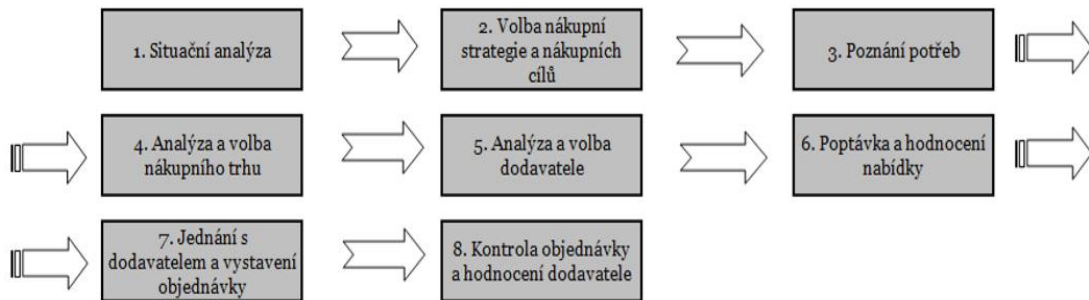 1. Situační analýza
2. Volba nákupní
strategie a nákupních
cílů
3. Poznání potřeb
4. Analýza a volba
nákupního trhu
5. Analýza a volba
dodavatele
6. Poptávka a hodnocení
nabídky
7. Jednání s
dodavatelem a vystavení
objednávky
8. Kontrola objednávky
a hodnocení dodavatele